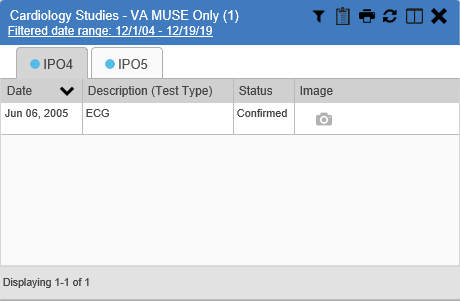 Cardiology Studies - VA MUSE Only (1)
Filtered date range: 12/1/04 - 12/19/19
IPO4 IPO5
Date Description (Test Type) Status Image
Jun 06, 2005 ECG Confirmed
Displaying 1-1 of 1